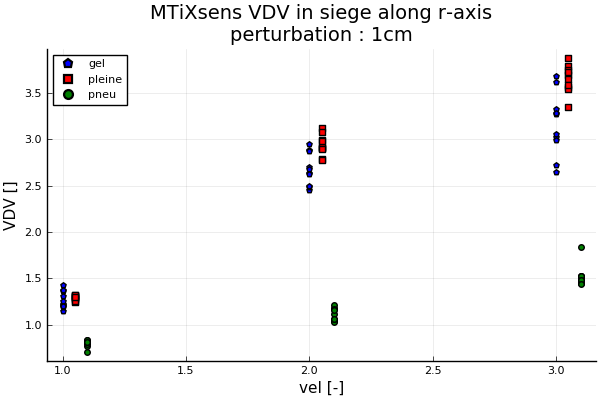 MTiXsens VDV in siege along r-axis
perturbation : 1cm
gel
pleine
pneu
VDV []
3.5
3.0
2.5
2.0
1.5
1.0
1.0
1.5
2.0
2.5
3.0
vel [-]